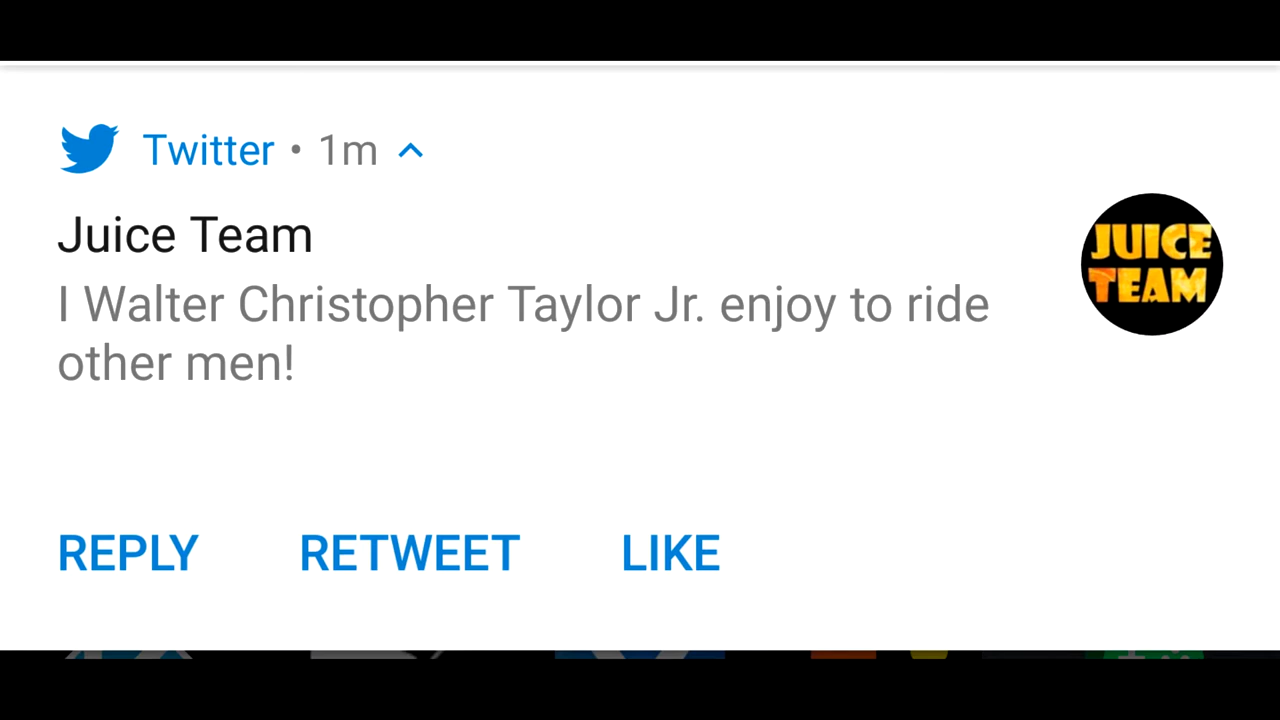 Twitter • 1m
Juice Team
I Walter Christopher Taylor Jr. enjoy to ride
other men!
JUICE
TEAM
REPLY RETWEET LIKE